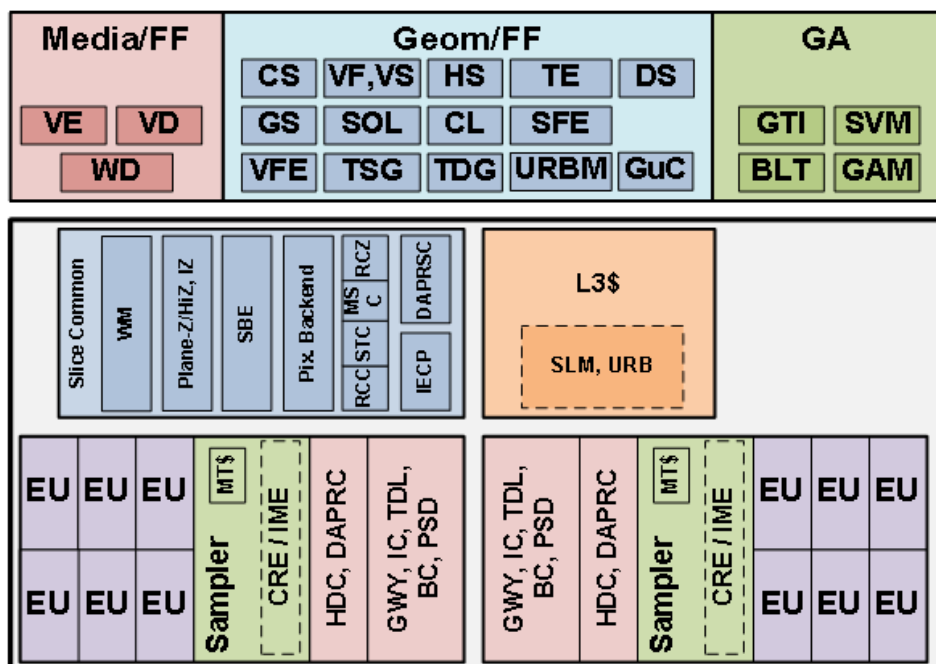 Media/FF
VE VD
WD
Geom/FF
CS VF,VS HS TE DS
GS SOL CL SFE
VFE TSG TDG URBM GuC
GA
GTI SVM
BLT GAM
Slice Common
WM
Plane-Z/HiZ, IZ
SBE
Pix. Backend
RCZ
MS
C
STC
RCC
DAPRSC
IECP
L3$
SLM, URB
EU EU EU
EU EU EU
Sampler
MT$
CRE / IME
HDC, DAPRC
GWY, IC, TDL,
BC, PSD
GWY, IC, TDL,
BC, PSD
HDC, DAPRC
Sampler
MT$
CRE / IME
EU EU EU
EU EU EU